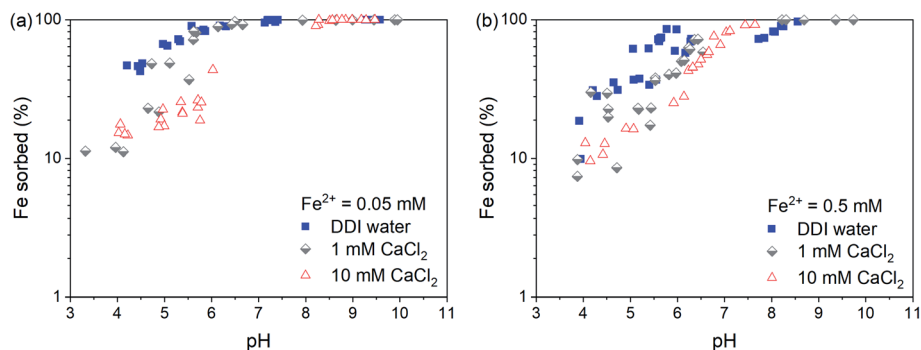 (a)
100
10
1
Fe sorbed (%)
3 4 5 6 7 8 9 10 11
pH
Fe²⁺ = 0.05 mM
DDI water
1 mM CaCl₂
10 mM CaCl₂
(b)
100
10
1
Fe sorbed (%)
3 4 5 6 7 8 9 10 11
pH
Fe²⁺ = 0.5 mM
DDI water
1 mM CaCl₂
10 mM CaCl₂